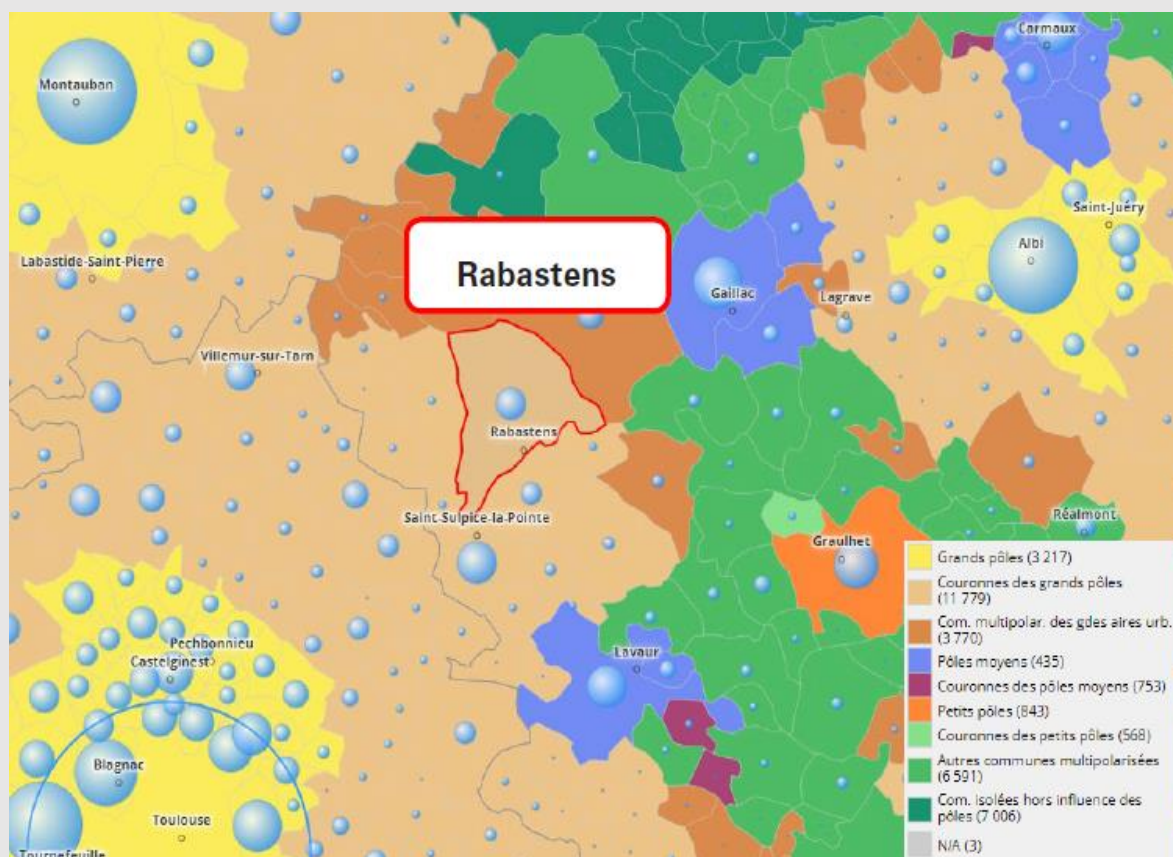 Carmaux
Montauban
Saint-Juéry
Albi
Labastide-Saint-Pierre
Rabastens
Gaillac
Lagrave
Villemur-sur-Tarn
Rabastens
Saint-Sulpice-la-Pointe
Réalmont
Graulhet
Pechbonnieu
Castelginest
Lavaur
Blagnac
Toulouse
Tournefeuille
Grands pôles (3 217)
Couronnes des grands pôles
(11 779)
Com. multipolar. des gdes aires urb.
(3 770)
Pôles moyens (435)
Couronnes des pôles moyens (753)
Petits pôles (843)
Couronnes des petits pôles (568)
Autres communes multipolarisées
(6 591)
Com. isolées hors influence des
pôles (7 006)
N/A (3)